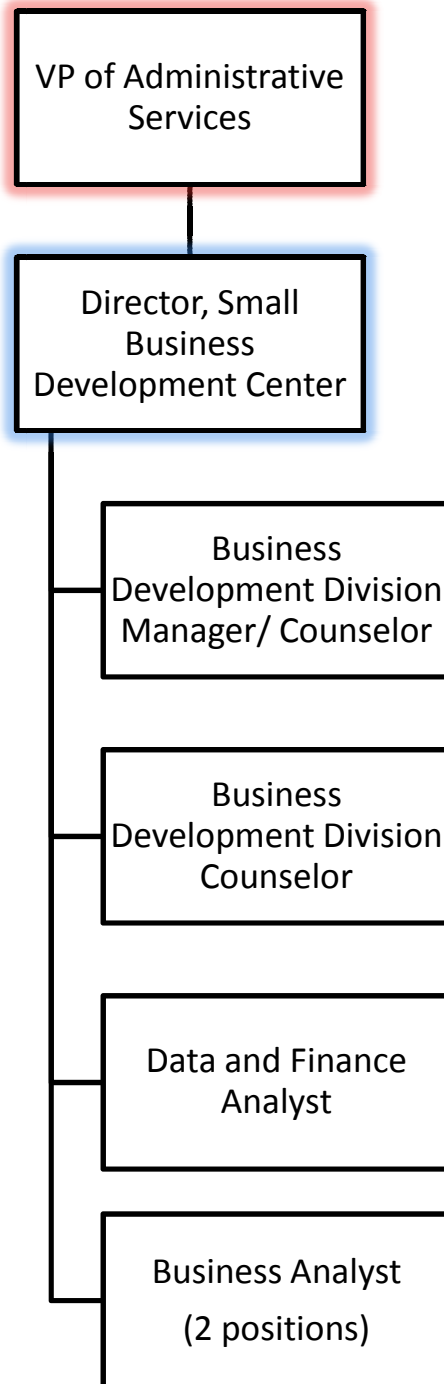 VP of Administrative
Services
Director, Small
Business
Development Center
Business
Development Division
Manager/ Counselor
Business
Development Division
Counselor
Data and Finance
Analyst
Business Analyst
(2 positions)